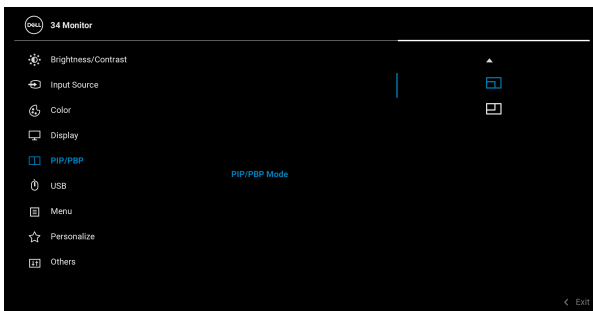 DELL
34 Monitor
Brightness/Contrast
Input Source
Color
Display
PIP/PBP
PIP/PBP Mode
USB
Menu
Personalize
Others
Exit